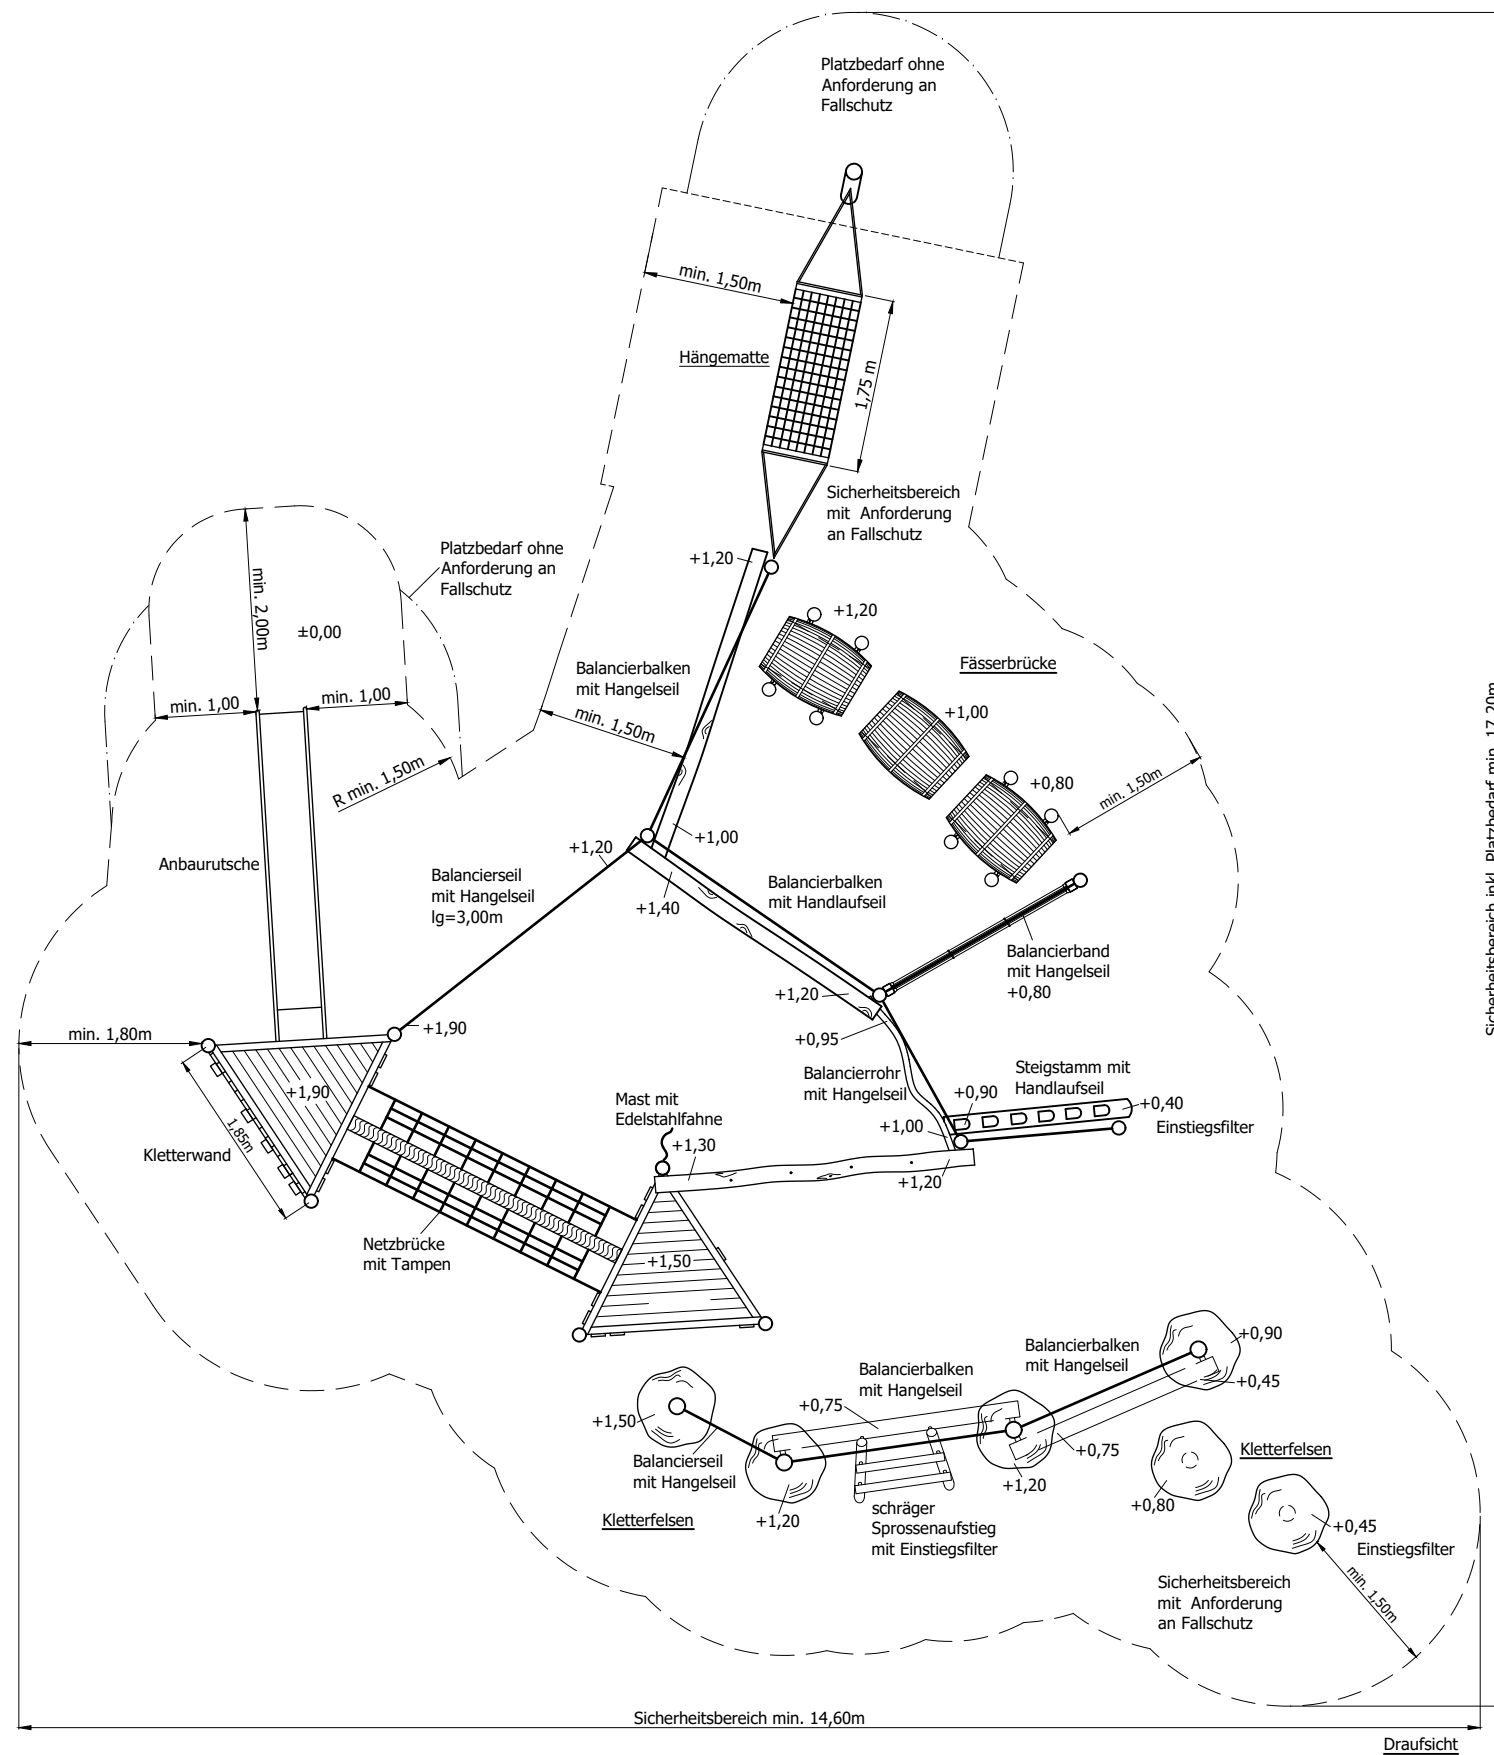 Platzbedarf ohne
Anforderung an
Fallschutz
min. 1,50m
Hängematte
1,75 m
Sicherheitsbereich
mit Anforderung
an Fallschutz
Platzbedarf ohne
Anforderung an
Fallschutz
min. 2,00m
±0,00
+1,20
+1,20
Fässerbrücke
Balancierbalken
mit Hangelseil
min. 1,00
min. 1,00
min. 1,50m
+1,00
Sicherheitsbereich inkl. Platzbedarf min. 17,20m
R min. 1,50m
+0,80
min. 1,50m
+1,00
+1,20
Anbaurutsche
Balancierseil
mit Hangelseil
lg=3,00m
+1,40
Balancierbalken
mit Handlaufseil
Balancierband
mit Hangelseil
+0,80
+1,20
min. 1,80m
+1,90
+0,95
Balancierrohr
mit Hangelseil
Steigstamm mit
Handlaufseil
+1,90
+0,90
+0,40
Einstiegsfilter
Mast mit
Edelstahlfahne
+1,30
+1,00
+1,20
1,85m
Kletterwand
Netzbrücke
mit Tampen
+1,50
Balancierbalken
mit Hangelseil
+0,90
+0,45
Balancierbalken
mit Hangelseil
+0,75
+1,50
Balancierseil
mit Hangelseil
+0,75
Kletterfelsen
+1,20
+0,80
Kletterfelsen
+1,20
schräger
Sprossenaufstieg
mit Einstiegsfilter
+0,45
Einstiegsfilter
Sicherheitsbereich
mit Anforderung
an Fallschutz
min. 1,50m
Sicherheitsbereich min. 14,60m
Draufsicht